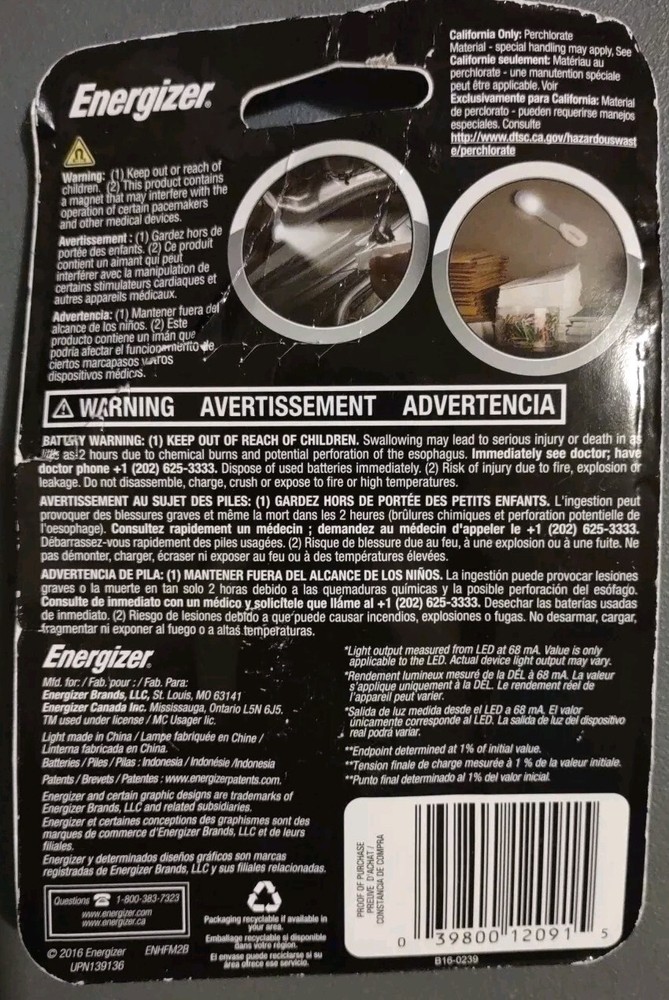 California Only: Perchlorate
Material - special handling may apply, See
Californie seulement: Matériau au
perchlorate - une manutention spéciale
peut être applicable. Voir
Exclusivamente para California: Material
de perclorato - pueden requerirse manejos
especiales. Consulte
http://www.dtsc.ca.gov/hazardouswast
e/perchlorate
Energizer®
Warning: (1) Keep out or reach of
children. (2) This product contains
a magnet that may interfere with the
operation of certain pacemakers
and other medical devices.
Avertissement : (1) Gardez hors de
portée des enfants. (2) Ce produit
contient un aimant qui peut
interférer avec la manipulation de
certains stimulateurs cardiaques et
autres appareils médicaux.
Advertencia: (1) Mantener fuera del
alcance de los niños. (2) Este
producto contiene un imán que
podría afectar el funcionamiento de
ciertos marcapasos y otros
dispositivos médicos.
WARNING AVERTISSEMENT ADVERTENCIA
BATTERY WARNING: (1) KEEP OUT OF REACH OF CHILDREN. Swallowing may lead to serious injury or death in as
little as 2 hours due to chemical burns and potential perforation of the esophagus. Immediately see doctor; have
doctor phone +1 (202) 625-3333. Dispose of used batteries immediately. (2) Risk of injury due to fire, explosion or
leakage. Do not disassemble, charge, crush or expose to fire or high temperatures.
AVERTISSEMENT AU SUJET DES PILES: (1) GARDEZ HORS DE PORTÉE DES PETITS ENFANTS. L'ingestion peut
provoquer des blessures graves et même la mort dans les 2 heures (brûlures chimiques et perforation potentielle de
l'oesophage). Consultez rapidement un médecin ; demandez au médecin d'appeler le +1 (202) 625-3333.
Débarrassez-vous rapidement des piles usagées. (2) Risque de blessure due au feu, à une explosion ou à une fuite. Ne
pas démonter, charger, écraser ni exposer au feu ou à des températures élevées.
ADVERTENCIA DE PILA: (1) MANTENER FUERA DEL ALCANCE DE LOS NIÑOS. La ingestión puede provocar lesiones
graves o la muerte en tan solo 2 horas debido a las quemaduras químicas y la posible perforación del esófago.
Consulte de inmediato con un médico y solicítele que llame al +1 (202) 625-3333. Desechar las baterías usadas
de inmediato. (2) Riesgo de lesiones debido a que puede causar incendios, explosiones o fugas. No desarmar, cargar,
fragmentar ni exponer al fuego o a altas temperaturas.
Energizer®
Mfd. for: / Fab. pour : / Fab. Para:
Energizer Brands, LLC, St. Louis, MO 63141
Energizer Canada Inc. Mississauga, Ontario L5N 6J5.
TM used under license / MC Usager lic.
Light made in China / Lampe fabriquée en Chine /
Linterna fabricada en China.
Batteries / Piles / Pilas : Indonesia / Indonésie /Indonesia
Patents / Brevets / Patentes : www.energizerpatents.com.
Energizer and certain graphic designs are trademarks of
Energizer Brands, LLC and related subsidiaries.
Energizer et certaines conceptions des graphismes sont des
marques de commerce d'Energizer Brands, LLC et de leurs
filiales.
Energizer y determinados diseños gráficos son marcas
registradas de Energizer Brands, LLC y sus filiales relacionadas.
*Light output measured from LED at 68 mA. Value is only
applicable to the LED. Actual device light output may vary.
*Rendement lumineux mesuré de la DÉL à 68 mA. La valeur
s'applique uniquement à la DÉL. Le rendement réel de
l'appareil peut varier.
*Salida de luz medida desde el LED a 68 mA. El valor
únicamente corresponde al LED. La salida de luz del dispositivo
real podrá variar.
**Endpoint determined at 1% of initial value.
**Tension finale de charge mesurée à 1 % de la valeur initiale.
**Punto final determinado al 1% del valor inicial.
Questions 1-800-383-7323
www.energizer.com
www.energizer.ca
© 2016 Energizer ENHFM2B
UPN139136
Packaging recyclable if available in
your area.
Emballage recyclable si disponible
dans votre région.
El envase puede reciclarse si su
área ofrece ese servicio.
PROOF OF PURCHASE
PREUVE D'ACHAT /
CONSTANCIA DE COMPRA
0 39800 12091 5
B16-0239